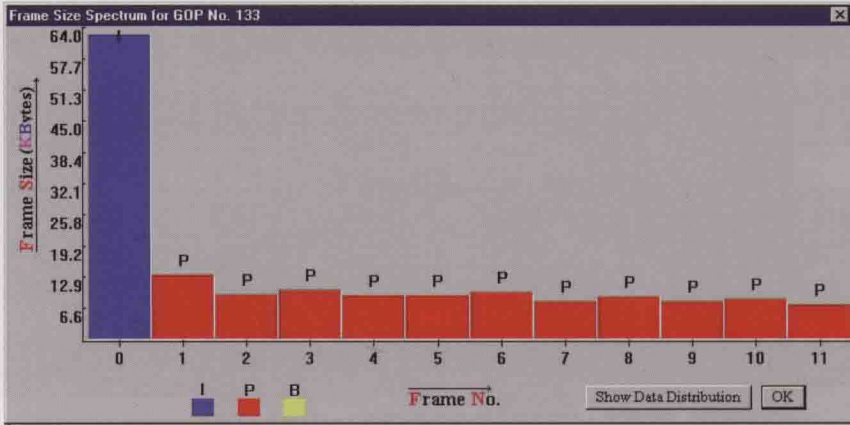 Frame Size Spectrum for GOP No. 133
Frame Size (KBytes)
64.0
57.7
51.3
45.0
38.4
32.1
25.8
19.2
12.9
6.6
I
P
P
P
P
P
P
P
P
P
P
P
0 1 2 3 4 5 6 7 8 9 10 11
I P B
Frame No.
Show Data Distribution OK